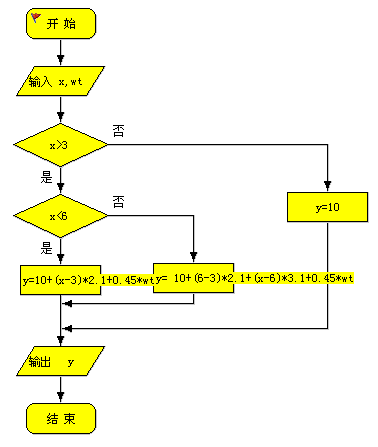 开 始
输入 x,wt
x>3
否
是
x<6
否
y=10
是
y=10+(x-3)*2.1+0.45*wt
y= 10+(6-3)*2.1+(x-6)*3.1+0.45*wt
输出 y
结 束